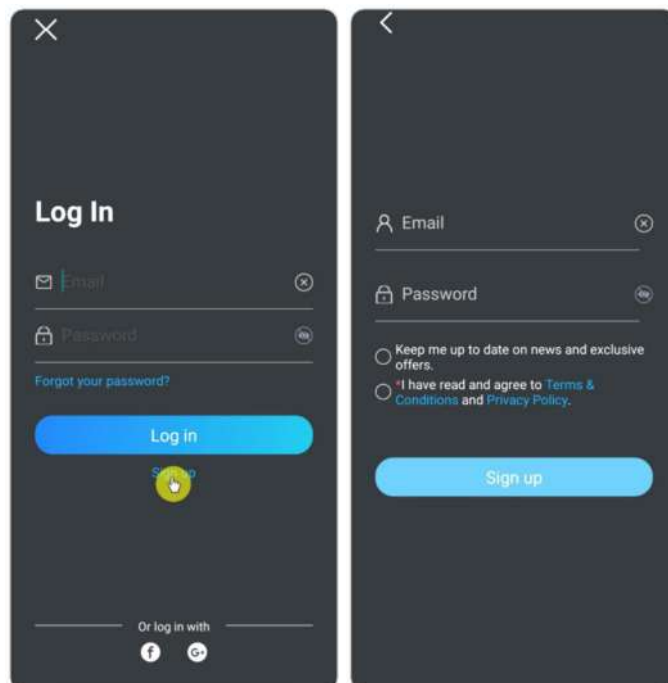 Log In
Email
Password
Forgot your password?
Log in
Sign up
Or log in with
f
G+
Email
Password
Keep me up to date on news and exclusive
offers.
*I have read and agree to Terms &
Conditions and Privacy Policy.
Sign up